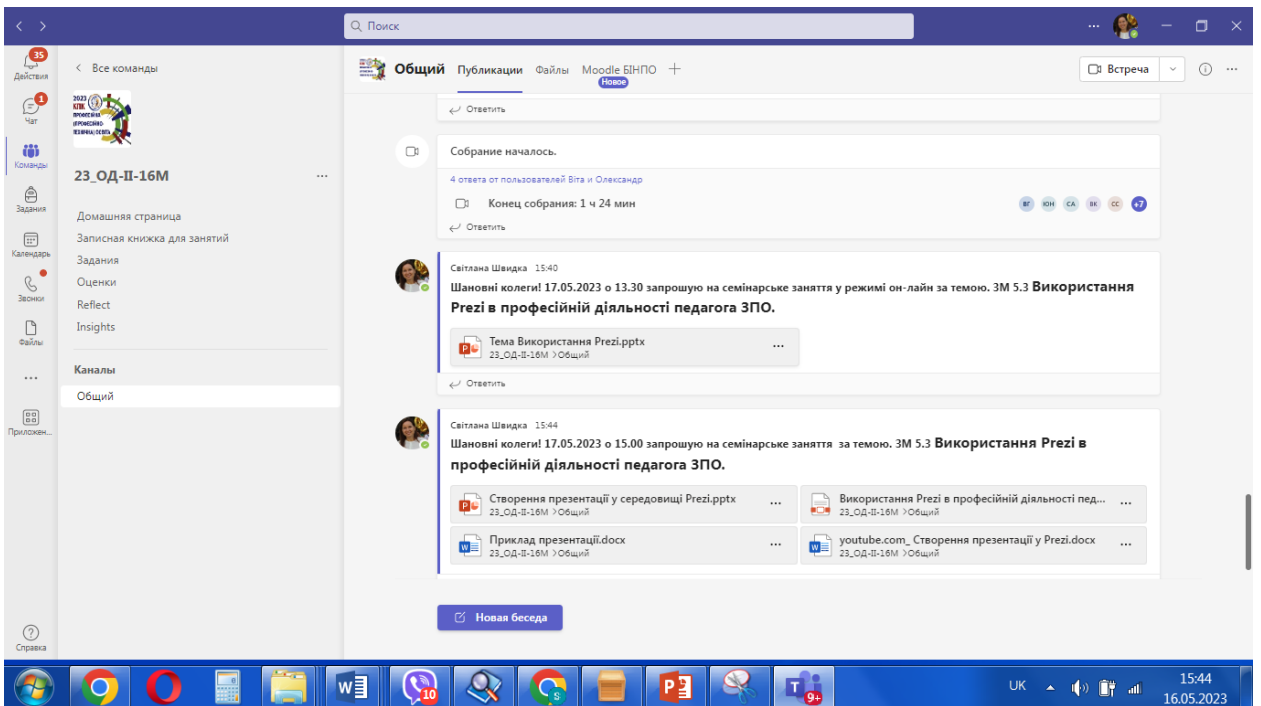 Поиск
35
Действия
1
Чат
Команды
Задания
Календарь
Звонки
Файлы
Приложен...
Справка
Все команды
2023
КПК
23_ОД-ІІ-16М
Домашняя страница
Записная книжка для занятий
Задания
Оценки
Reflect
Insights
Каналы
Общий
Общий Публикации Файлы Moodle БІНПО
Новое
Встреча
Ответить
Собрание началось.
4 ответа от пользователей Віта и Олександр
Конец собрания: 1 ч 24 мин
ВГ ЮН СА ВК СС +7
Ответить
Світлана Швидка 15:40
Шановні колеги! 17.05.2023 о 13.30 запрошую на семінарське заняття у режимі он-лайн за темою. ЗМ 5.3 Використання
Prezi в професійній діяльності педагога ЗПО.
Тема Використання Prezi.pptx
23_ОД-ІІ-16М > Общий
Ответить
Світлана Швидка 15:44
Шановні колеги! 17.05.2023 о 15.00 запрошую на семінарське заняття за темою. ЗМ 5.3 Використання Prezi в
професійній діяльності педагога ЗПО.
Створення презентації у середовищі Prezi.pptx
23_ОД-ІІ-16М > Общий
Використання Prezi в професійній діяльності пед...
23_ОД-ІІ-16М > Общий
Приклад презентації.docx
23_ОД-ІІ-16М > Общий
youtube.com_ Створення презентації у Prezi.docx
23_ОД-ІІ-16М > Общий
Новая беседа
10
9+
UK
15:44
16.05.2023